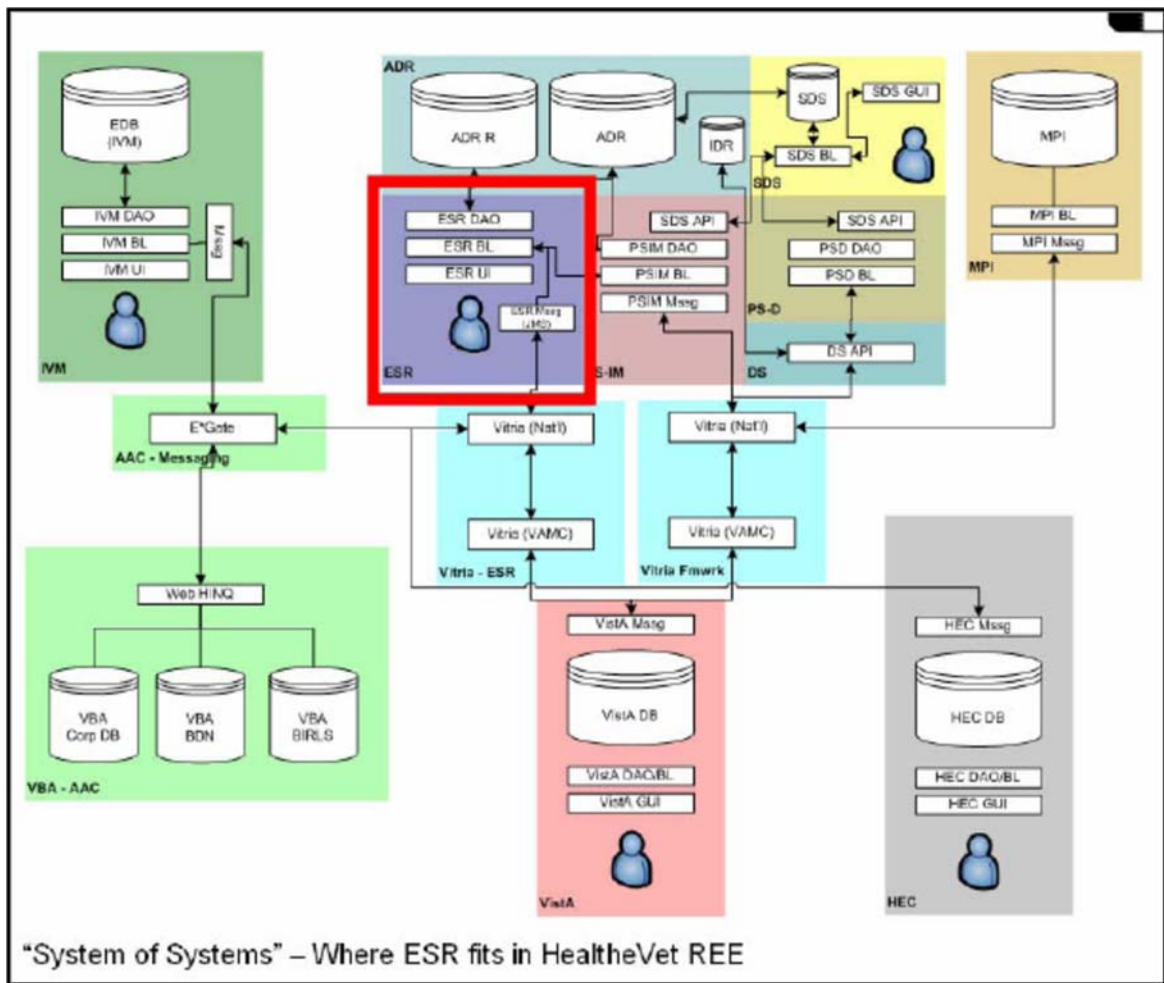 EDB
(IVM)
IVM DAO
IVM BL
IVM UI
Mssg
IVM
ADR
ADR R
ADR
IDR
SDS
SDS GUI
SDS BL
SDS
MPI
MPI BL
MPI Mssg
MPI
ESR DAO
ESR BL
ESR UI
ESR Mssg
(JMS)
ESR
SDS API
PSIM DAO
PSIM BL
PSIM Mssg
S-IM
SDS API
PSD DAO
PSD BL
PS-D
DS API
DS
E*Gate
AAC - Messaging
Vitria (Nat'l)
Vitria (VAMC)
Vitria - ESR
Vitria (Nat'l)
Vitria (VAMC)
Vitria Fmwrk
Web HINQ
VBA
Corp DB
VBA
BDN
VBA
BIRLS
VBA - AAC
VistA Mssg
VistA DB
VistA DAO/BL
VistA GUI
VistA
HEC Mssg
HEC DB
HEC DAO/BL
HEC GUI
HEC
"System of Systems" – Where ESR fits in HealtheVet REE